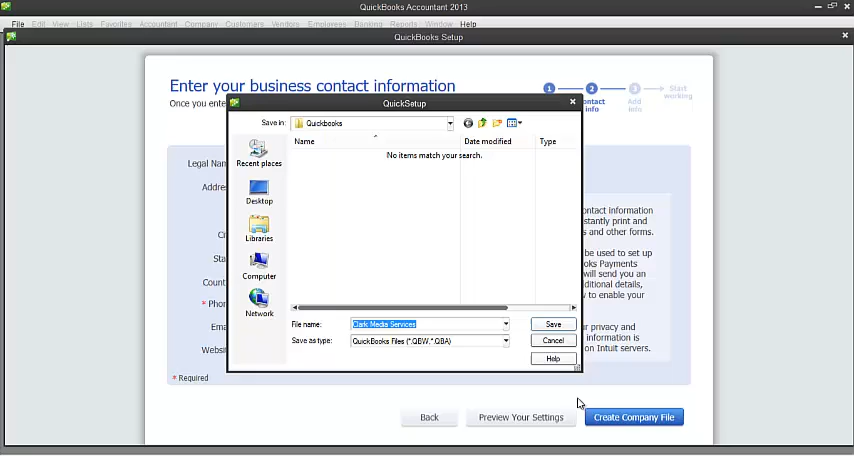 QuickBooks Accountant 2013
File Edit View Lists Favorites Accountant Company Customers Vendors Employees Banking Reports Window Help
QuickBooks Setup
Enter your business contact information
Once you ente
1 2 3
ontact info
Add info
Start working
QuickSetup
Save in: Quickbooks
Name Date modified Type
No items match your search.
Recent places
Desktop
Libraries
Computer
Network
File name: Clark Media Services Save
Save as type: QuickBooks Files (*.QBW,*.QBA) Cancel
Help
Legal Nam
Addres
Ci
Sta
Count
* Phon
Ema
Websit
* Required
ontact information
stantly print and
s and other forms.
be used to set up
oks Payments
will send you an
ditional details,
w to enable your
ur privacy and
information is
on Intuit servers.
Back Preview Your Settings Create Company File